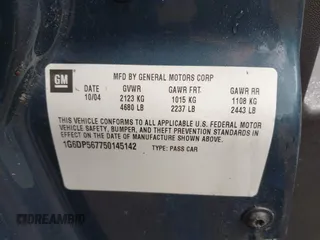 GM
MFD BY GENERAL MOTORS CORP
DATE GVWR GAWR FRT. GAWR RR
10/04 2123 KG 1015 KG 1108 KG
4680 LB 2237 LB 2443 LB
THIS VEHICLE CONFORMS TO ALL APPLICABLE U.S. FEDERAL MOTOR
VEHICLE SAFETY, BUMPER, AND THEFT PREVENTION STANDARDS
IN EFFECT ON THE DATE OF MANUFACTURE SHOWN ABOVE.
1G6DP567750145142 TYPE: PASS CAR
DREAMBID